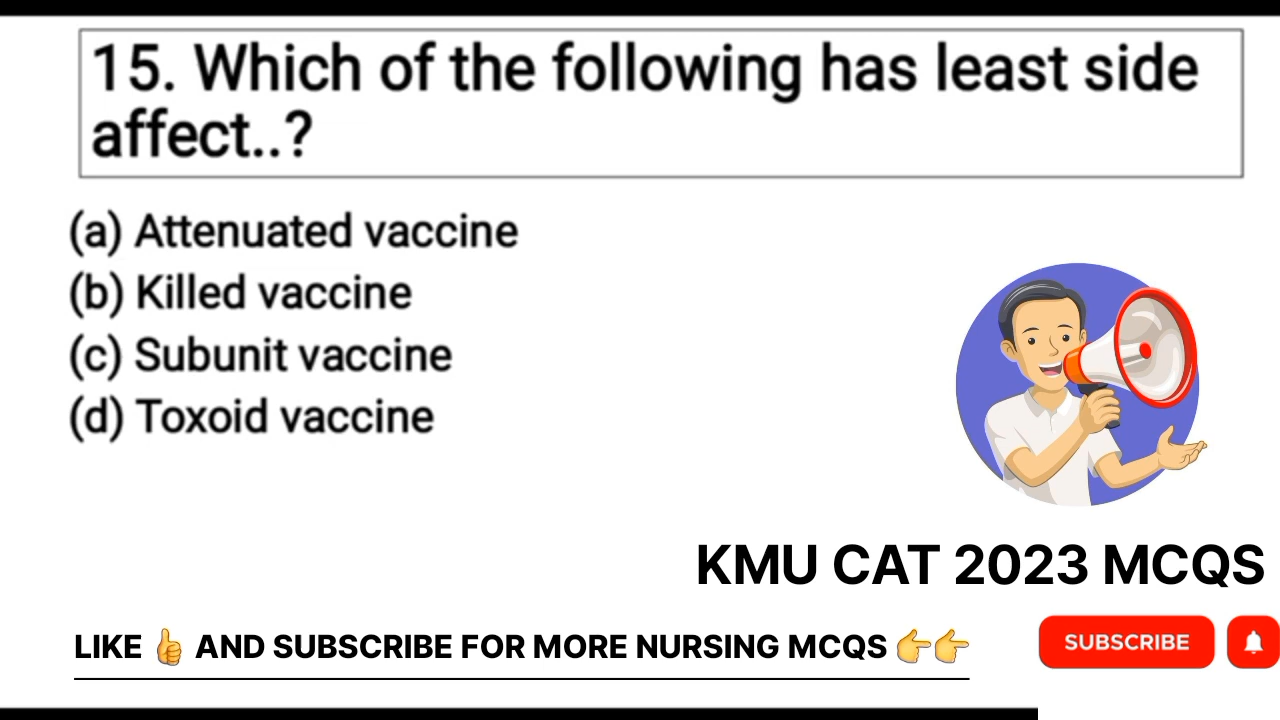 15. Which of the following has least side
affect..?
(a) Attenuated vaccine
(b) Killed vaccine
(c) Subunit vaccine
(d) Toxoid vaccine
KMU CAT 2023 MCQS
LIKE 👍 AND SUBSCRIBE FOR MORE NURSING MCQS 👉👉
SUBSCRIBE